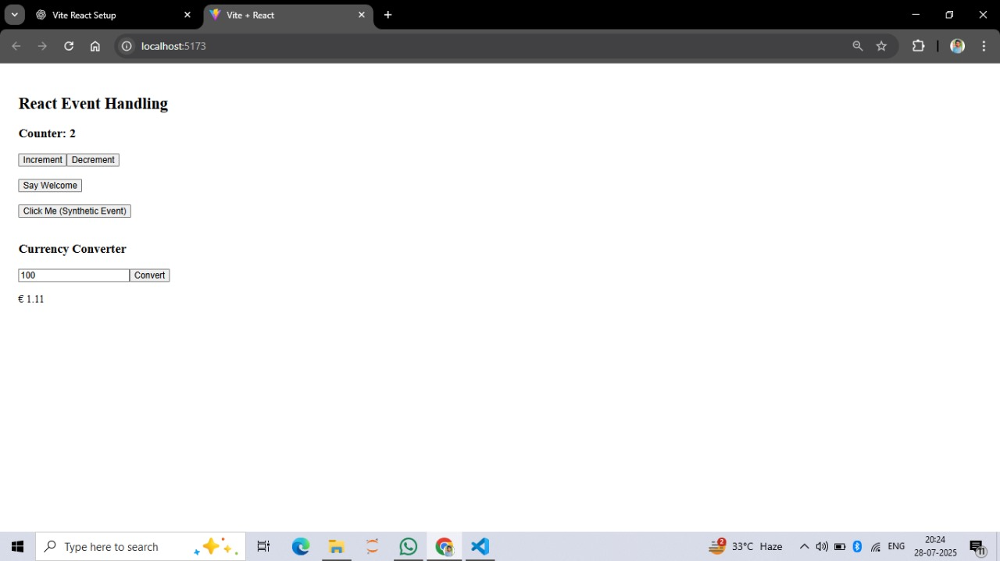 Vite React Setup
Vite + React
localhost:5173
React Event Handling
Counter: 2
Increment Decrement
Say Welcome
Click Me (Synthetic Event)
Currency Converter
100 Convert
€ 1.11
Type here to search
2
33°C Haze
ENG
20:24
28-07-2025
11